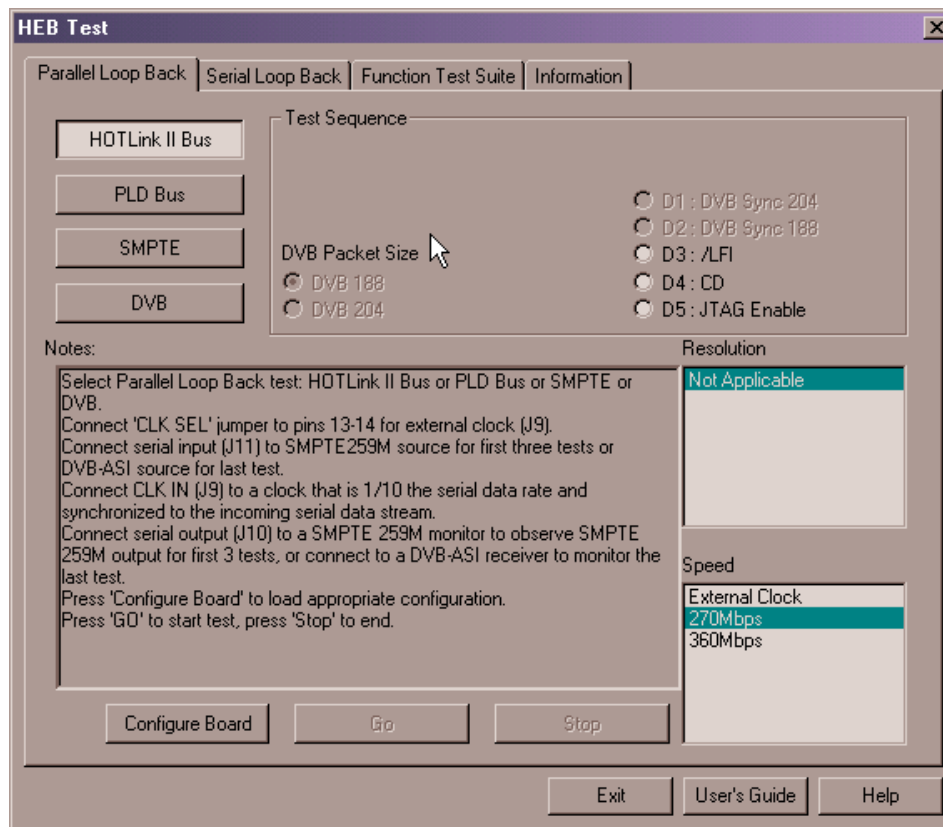 HEB Test
Parallel Loop Back
Serial Loop Back
Function Test Suite
Information
HOTLink II Bus
PLD Bus
SMPTE
DVB
Test Sequence
DVB Packet Size
DVB 188
DVB 204
D1 : DVB Sync 204
D2 : DVB Sync 188
D3 : /LFI
D4 : CD
D5 : JTAG Enable
Notes:
Select Parallel Loop Back test: HOTLink II Bus or PLD Bus or SMPTE or
DVB.
Connect 'CLK SEL' jumper to pins 13-14 for external clock (J9).
Connect serial input (J11) to SMPTE259M source for first three tests or
DVB-ASI source for last test.
Connect CLK IN (J9) to a clock that is 1/10 the serial data rate and
synchronized to the incoming serial data stream.
Connect serial output (J10) to a SMPTE 259M monitor to observe SMPTE
259M output for first 3 tests, or connect to a DVB-ASI receiver to monitor the
last test.
Press 'Configure Board' to load appropriate configuration.
Press 'GO' to start test, press 'Stop' to end.
Resolution
Not Applicable
Speed
External Clock
270Mbps
360Mbps
Configure Board
Go
Stop
Exit
User's Guide
Help